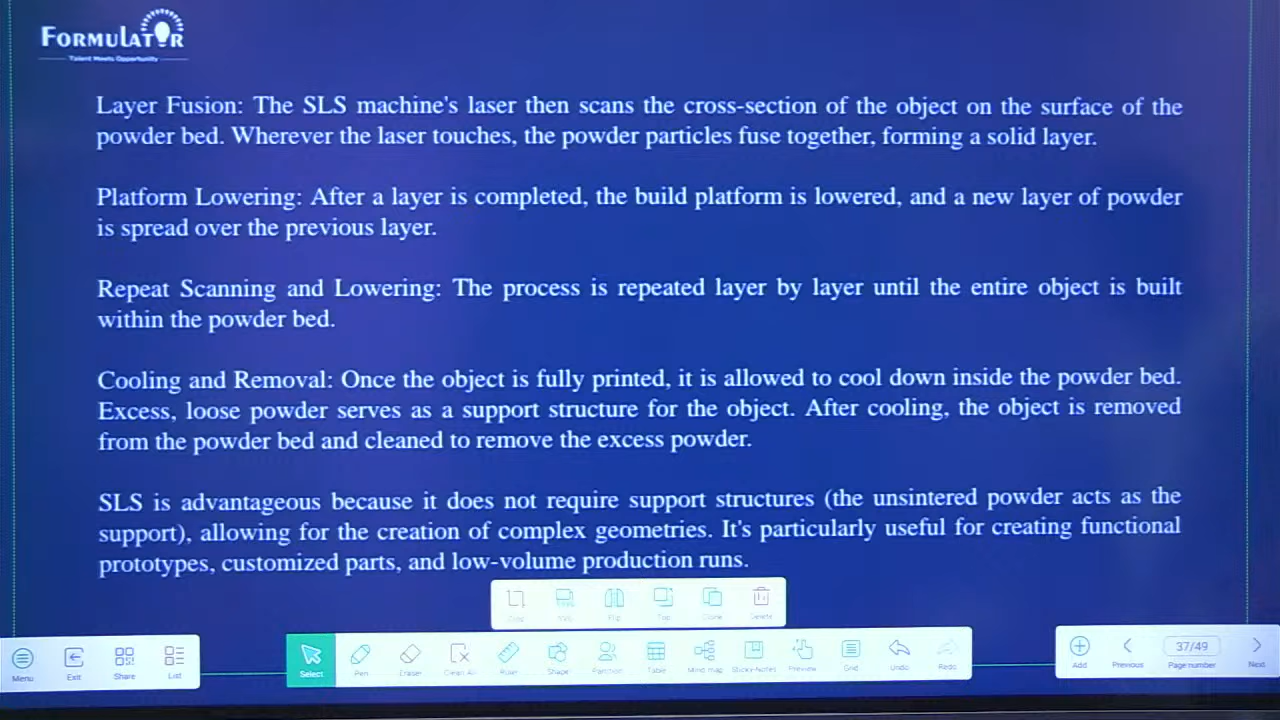 FORMULATOR
Talent Meets Opportunity
Layer Fusion: The SLS machine's laser then scans the cross-section of the object on the surface of the
powder bed. Wherever the laser touches, the powder particles fuse together, forming a solid layer.
Platform Lowering: After a layer is completed, the build platform is lowered, and a new layer of powder
is spread over the previous layer.
Repeat Scanning and Lowering: The process is repeated layer by layer until the entire object is built
within the powder bed.
Cooling and Removal: Once the object is fully printed, it is allowed to cool down inside the powder bed.
Excess, loose powder serves as a support structure for the object. After cooling, the object is removed
from the powder bed and cleaned to remove the excess powder.
SLS is advantageous because it does not require support structures (the unsintered powder acts as the
support), allowing for the creation of complex geometries. It's particularly useful for creating functional
prototypes, customized parts, and low-volume production runs.
Crop Flip Top Clone Delete
Menu Exit Share List Select Pen Eraser Clean All Ruler Shape Partition Table Mind map Sticky-Notes Preview Grid Undo Redo Add Previous 37/49 Page number Next